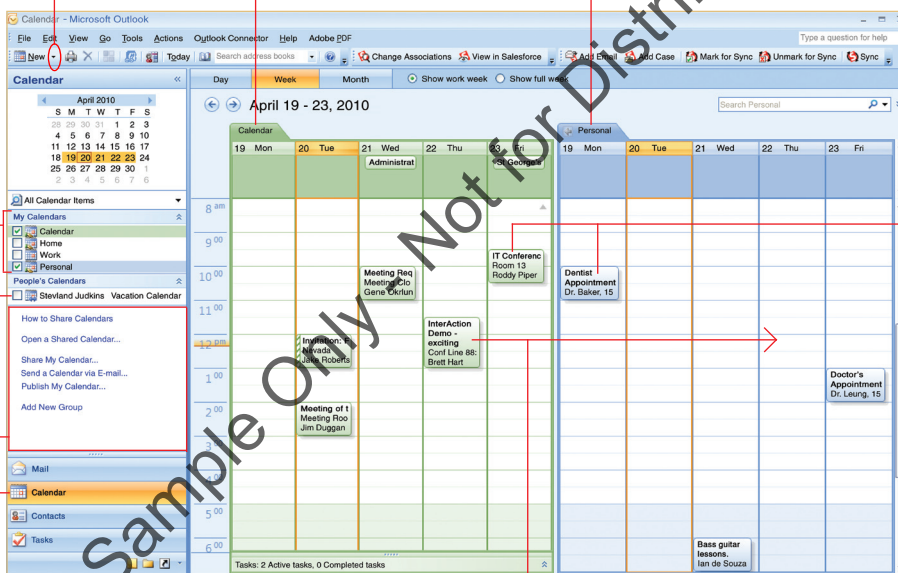 Calendar - Microsoft Outlook
File Edit View Go Tools Actions Outlook Connector Help Adobe PDF
Type a question for help
New Today Search address books Change Associations View in Salesforce Add Email Add Case Mark for Sync Unmark for Sync Sync
Calendar «
April 2010
S M T W T F S
28 29 30 31 1 2 3
4 5 6 7 8 9 10
11 12 13 14 15 16 17
18 19 20 21 22 23 24
25 26 27 28 29 30 1
2 3 4 5 6 7 6
All Calendar Items
My Calendars
Calendar
Home
Work
Personal
People's Calendars
Stevland Judkins Vacation Calendar
How to Share Calendars
Open a Shared Calendar...
Share My Calendar...
Send a Calendar via E-mail...
Publish My Calendar...
Add New Group
Mail
Calendar
Contacts
Tasks
Day Week Month Show work week Show full week
April 19 - 23, 2010
Search Personal
Calendar
19 Mon 20 Tue 21 Wed 22 Thu 23 Fri
Administrat
St George's
8 am
9 00
10 00
11 00
12 pm
1 00
2 00
3 00
4 00
5 00
6 00
IT Conferenc
Room 13
Roddy Piper
Meeting Req
Meeting Clo
Gene Okrlun
InterAction
Demo -
exciting
Conf Line 88:
Brett Hart
Invitation: F
Nevada
Jake Roberts
Meeting of t
Meeting Roo
Jim Duggan
Tasks: 2 Active tasks, 0 Completed tasks
Personal
19 Mon 20 Tue 21 Wed 22 Thu 23 Fri
Dentist
Appointment
Dr. Baker, 15
Doctor's
Appointment
Dr. Leung, 15
Bass guitar
lessons.
Ian de Souza
Sample Only - Not for Distri